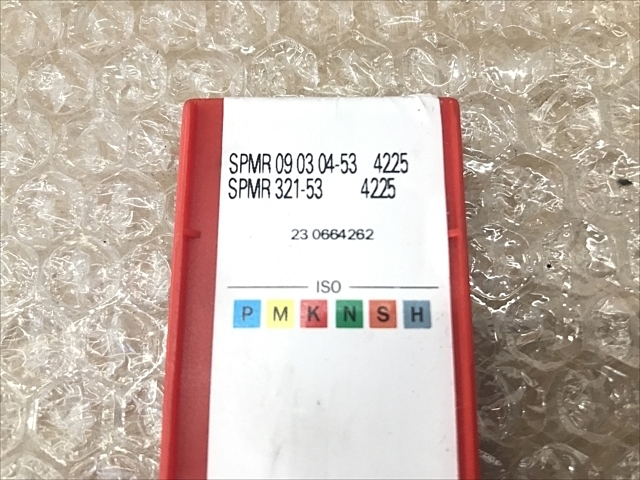 SPMR 09 03 04-53 4225
SPMR 321-53 4225
23 0664262
ISO
P M K N S H